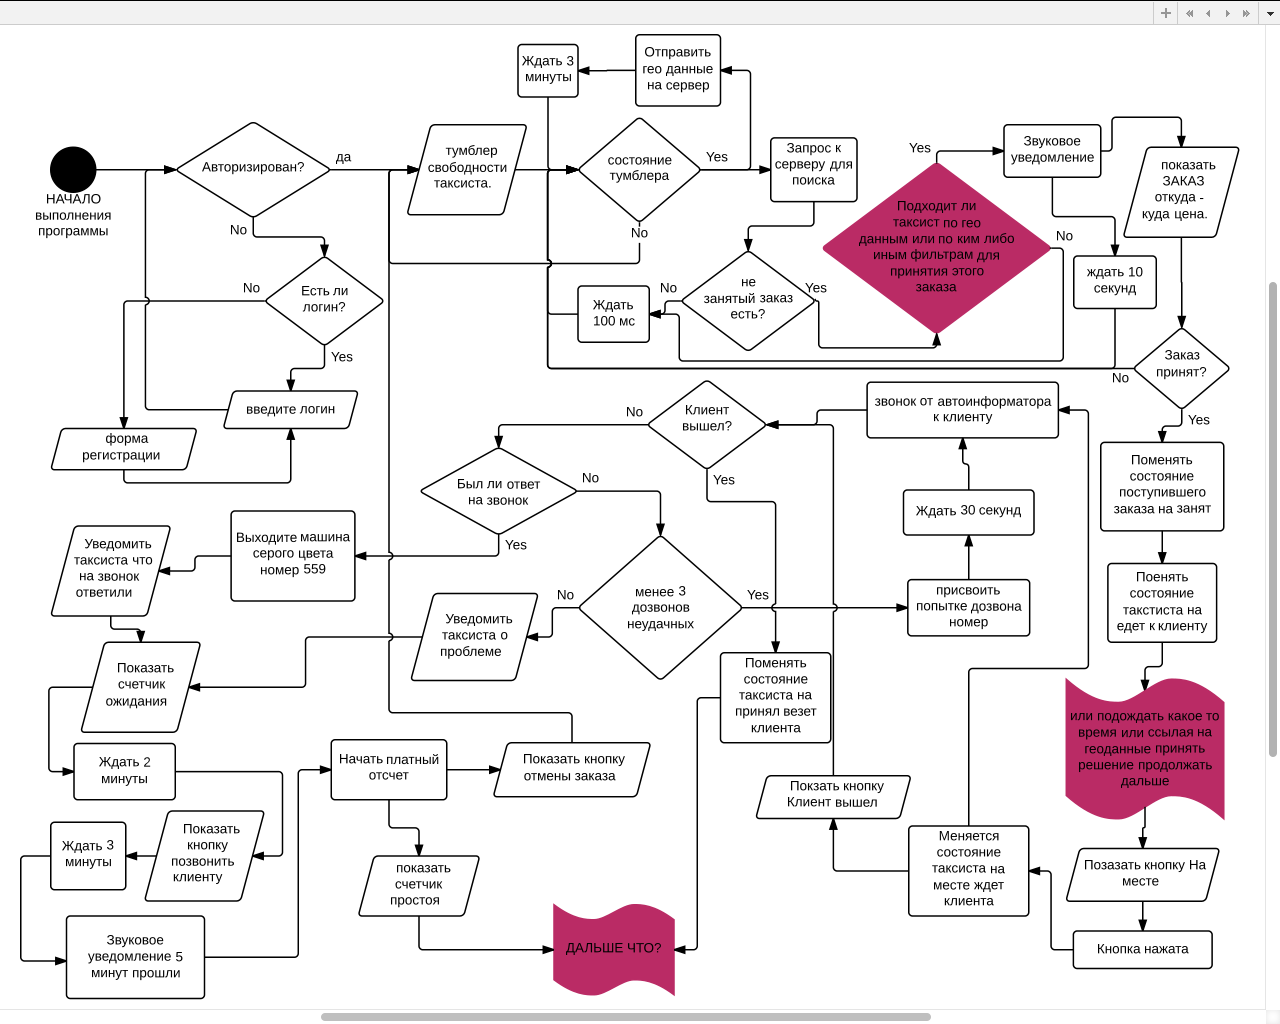 Ждать 3
минуты
Отправить
гео данные
на сервер
НАЧАЛО
выполнения
программы
Авторизирован?
да
No
тумблер
свободности
таксиста.
состояние
тумблера
Yes
No
Запрос к
серверу для
поиска
Yes
Звуковое
уведомление
показать
ЗАКАЗ
откуда -
куда цена.
Подходит ли
таксист по гео
данным или по ким либо
иным фильтрам для
принятия этого
заказа
No
ждать 10
секунд
Есть ли
логин?
No
Yes
Ждать
100 мс
No
не
занятый заказ
есть?
Yes
Заказ
принят?
No
Yes
введите логин
форма
регистрации
No
Клиент
вышел?
Yes
звонок от автоинформатора
к клиенту
Был ли ответ
на звонок
No
Yes
Ждать 30 секунд
Поменять
состояние
поступившего
заказа на занят
Уведомить
таксиста что
на звонок
ответили
Выходите машина
серого цвета
номер 559
No
менее 3
дозвонов
неудачных
Yes
присвоить
попытке дозвона
номер
Поенять
состояние
тактиста на
едет к клиенту
Уведомить
таксиста о
проблеме
Показать
счетчик
ожидания
Поменять
состояние
таксиста на
принял везет
клиента
или подождать какое то
время или ссылая на
геоданные принять
решение продолжать
дальше
Ждать 2
минуты
Начать платный
отсчет
Показать кнопку
отмены заказа
Покзать кнопку
Клиент вышел
Ждать 3
минуты
Показать
кнопку
позвонить
клиенту
показать
счетчик
простоя
Меняется
состояние
таксиста на
месте ждет
клиента
Позазать кнопку На
месте
Звуковое
уведомление 5
минут прошли
ДАЛЬШЕ ЧТО?
Кнопка нажата